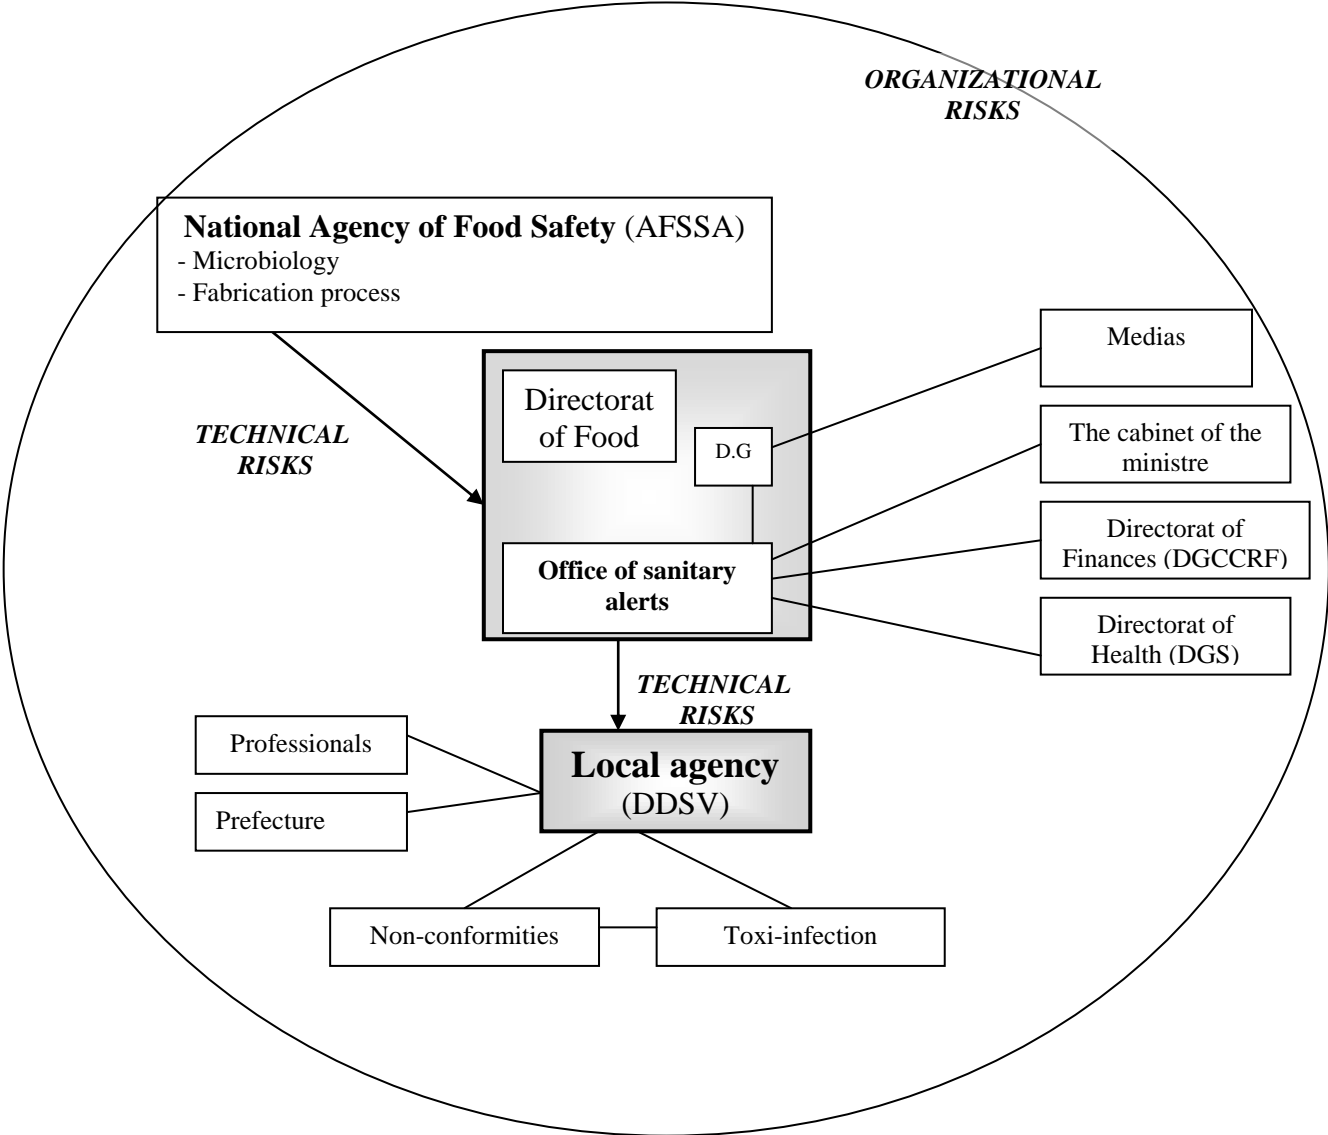 ORGANIZATIONAL
RISKS
National Agency of Food Safety (AFSSA)
- Microbiology
- Fabrication process
Medias
Directorat
of Food
D.G
The cabinet of the
ministre
TECHNICAL
RISKS
Directorat of
Finances (DGCCRF)
Office of sanitary
alerts
Directorat of
Health (DGS)
TECHNICAL
RISKS
Professionals
Prefecture
Local agency
(DDSV)
Non-conformities
Toxi-infection